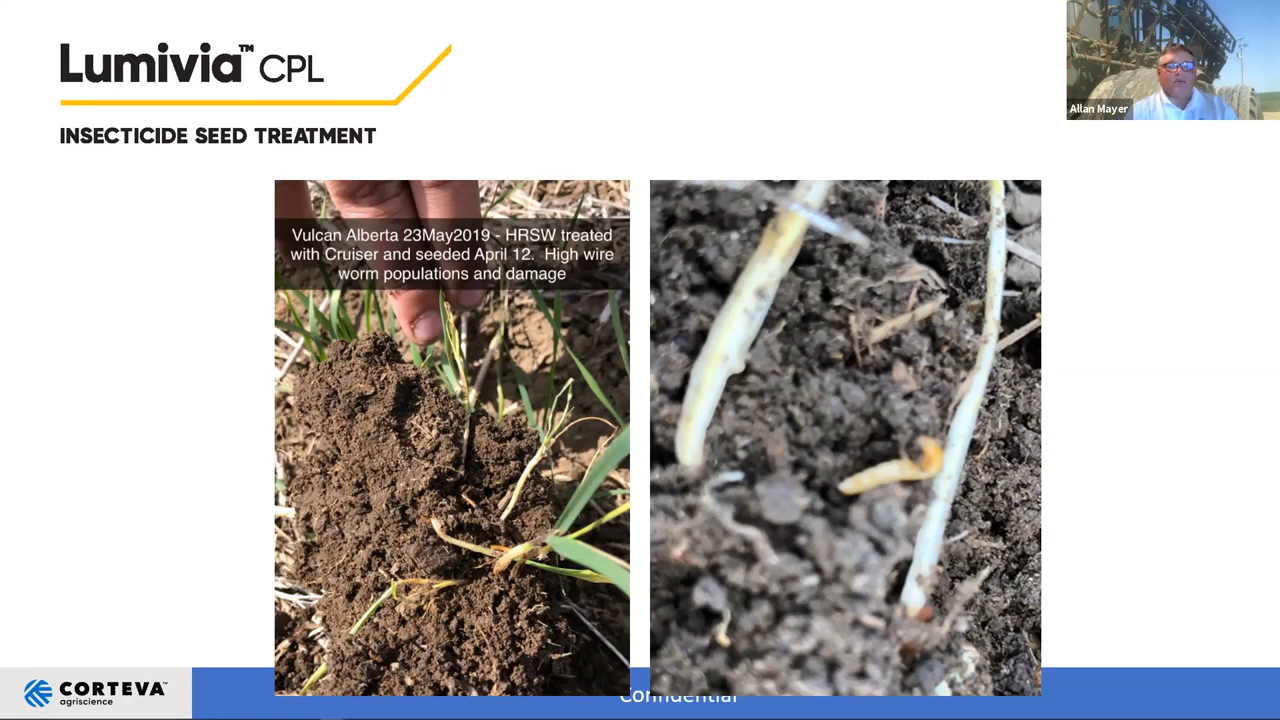 Lumivia™ CPL
INSECTICIDE SEED TREATMENT
Allan Mayer
Vulcan Alberta 23May2019 - HRSW treated
with Cruiser and seeded April 12. High wire
worm populations and damage
CORTEVA™
agriscience
Confidential